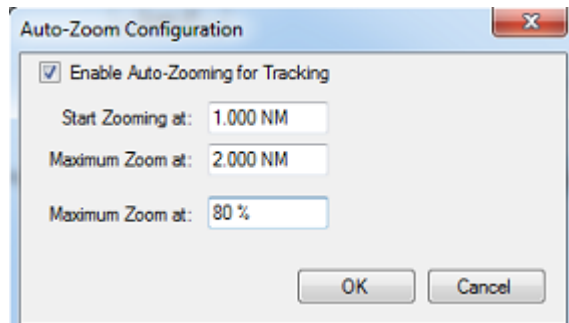 Auto-Zoom Configuration
Enable Auto-Zooming for Tracking
Start Zooming at: 1.000 NM
Maximum Zoom at: 2.000 NM
Maximum Zoom at: 80 %
OK Cancel